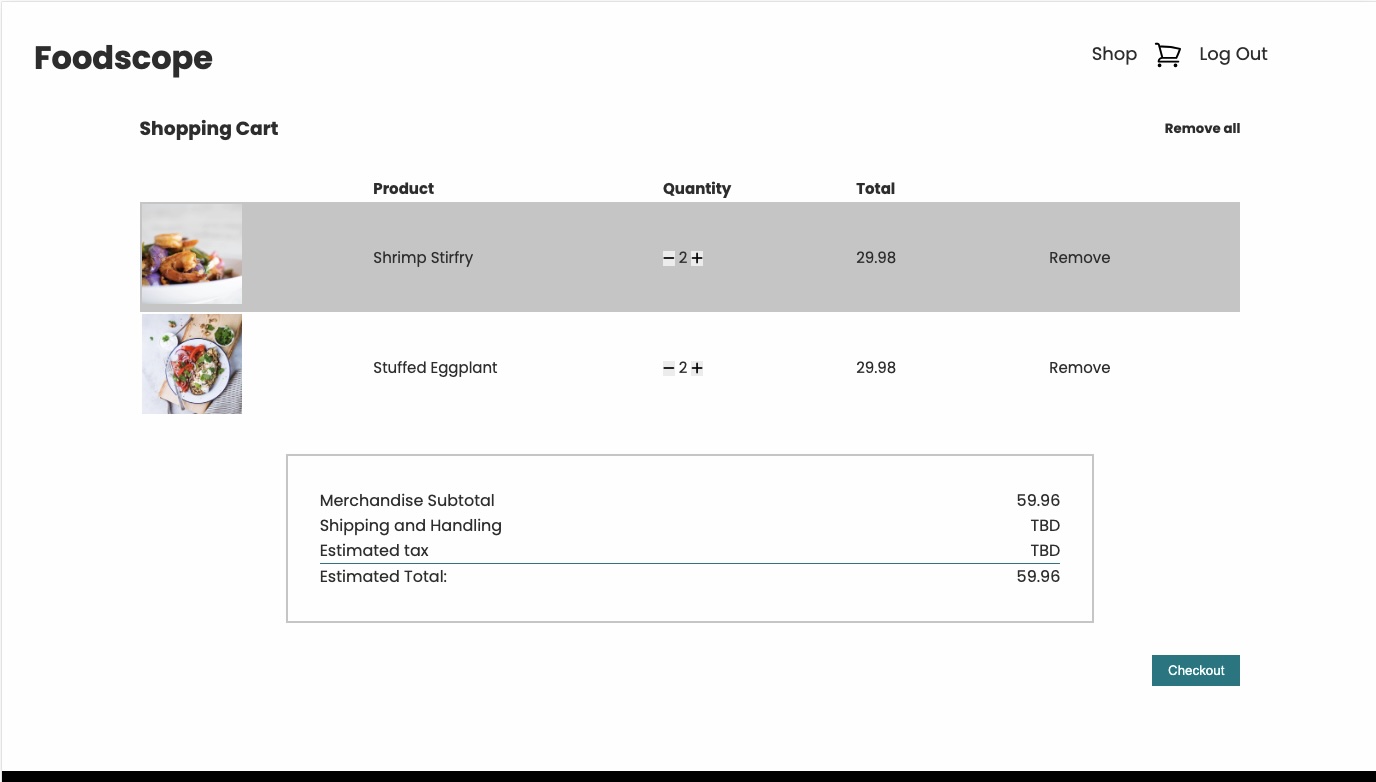 Foodscope
Shop Log Out
Shopping Cart Remove all
Product Quantity Total
Shrimp Stirfry − 2 + 29.98 Remove
Stuffed Eggplant − 2 + 29.98 Remove
Merchandise Subtotal 59.96
Shipping and Handling TBD
Estimated tax TBD
Estimated Total: 59.96
Checkout